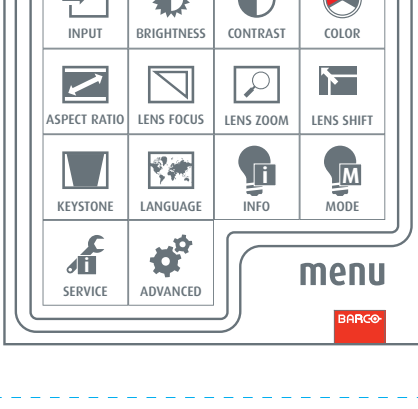 INPUT BRIGHTNESS CONTRAST COLOR
ASPECT RATIO LENS FOCUS LENS ZOOM LENS SHIFT
i M
KEYSTONE LANGUAGE INFO MODE
i
SERVICE ADVANCED
menu
BARCO